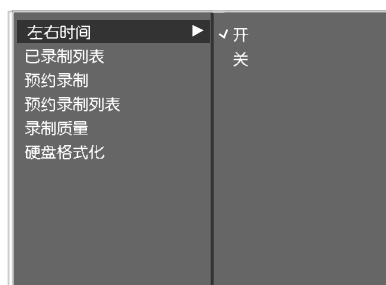 左右时间
已录制列表
预约录制
预约录制列表
录制质量
硬盘格式化
开
关